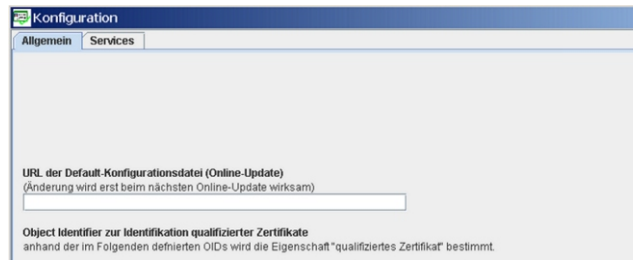 Konfiguration
Allgemein Services
URL der Default-Konfigurationsdatei (Online-Update)
(Änderung wird erst beim nächsten Online-Update wirksam)
Object Identifier zur Identifikation qualifizierter Zertifikate
anhand der im Folgenden defnierten OIDs wird die Eigenschaft "qualifiziertes Zertifikat" bestimmt.